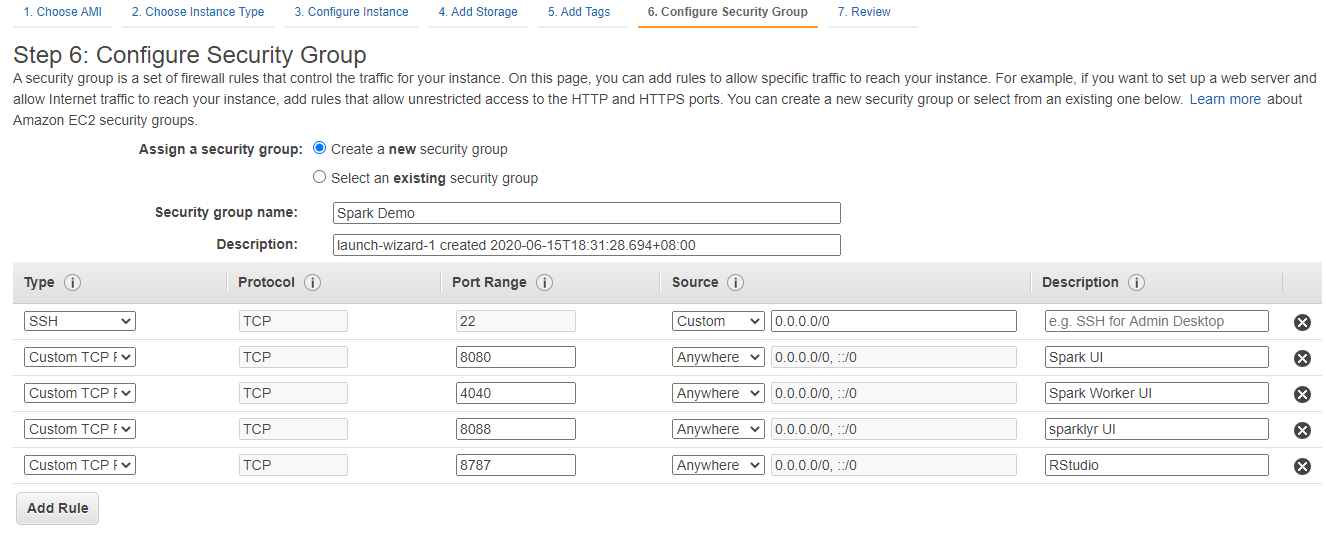 1. Choose AMI 2. Choose Instance Type 3. Configure Instance 4. Add Storage 5. Add Tags 6. Configure Security Group 7. Review
Step 6: Configure Security Group
A security group is a set of firewall rules that control the traffic for your instance. On this page, you can add rules to allow specific traffic to reach your instance. For example, if you want to set up a web server and
allow Internet traffic to reach your instance, add rules that allow unrestricted access to the HTTP and HTTPS ports. You can create a new security group or select from an existing one below. Learn more about
Amazon EC2 security groups.
Assign a security group: Create a new security group
Select an existing security group
Security group name: Spark Demo
Description: launch-wizard-1 created 2020-06-15T18:31:28.694+08:00
Type i Protocol i Port Range i Source i Description i
SSH TCP 22 Custom 0.0.0.0/0 e.g. SSH for Admin Desktop
Custom TCP F TCP 8080 Anywhere 0.0.0.0/0, ::/0 Spark UI
Custom TCP F TCP 4040 Anywhere 0.0.0.0/0, ::/0 Spark Worker UI
Custom TCP F TCP 8088 Anywhere 0.0.0.0/0, ::/0 sparklyr UI
Custom TCP F TCP 8787 Anywhere 0.0.0.0/0, ::/0 RStudio
Add Rule